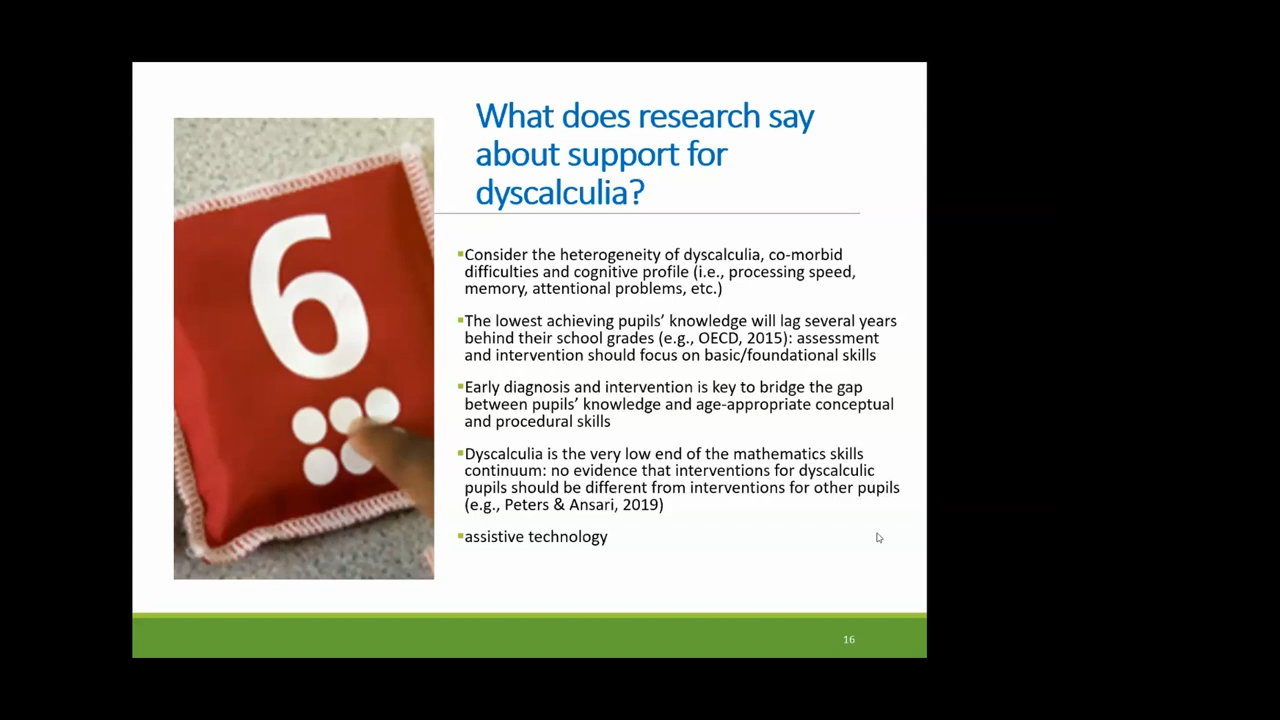 What does research say
about support for
dyscalculia?
6
▪Consider the heterogeneity of dyscalculia, co-morbid
difficulties and cognitive profile (i.e., processing speed,
memory, attentional problems, etc.)
▪The lowest achieving pupils’ knowledge will lag several years
behind their school grades (e.g., OECD, 2015): assessment
and intervention should focus on basic/foundational skills
▪Early diagnosis and intervention is key to bridge the gap
between pupils’ knowledge and age-appropriate conceptual
and procedural skills
▪Dyscalculia is the very low end of the mathematics skills
continuum: no evidence that interventions for dyscalculic
pupils should be different from interventions for other pupils
(e.g., Peters & Ansari, 2019)
▪assistive technology
16